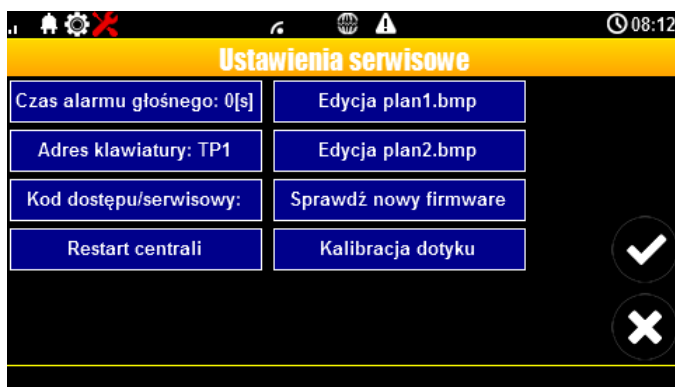 08:12
Ustawienia serwisowe
Czas alarmu głośnego: 0[s]
Edycja plan1.bmp
Adres klawiatury: TP1
Edycja plan2.bmp
Kod dostępu/serwisowy:
Sprawdź nowy firmware
Restart centrali
Kalibracja dotyku